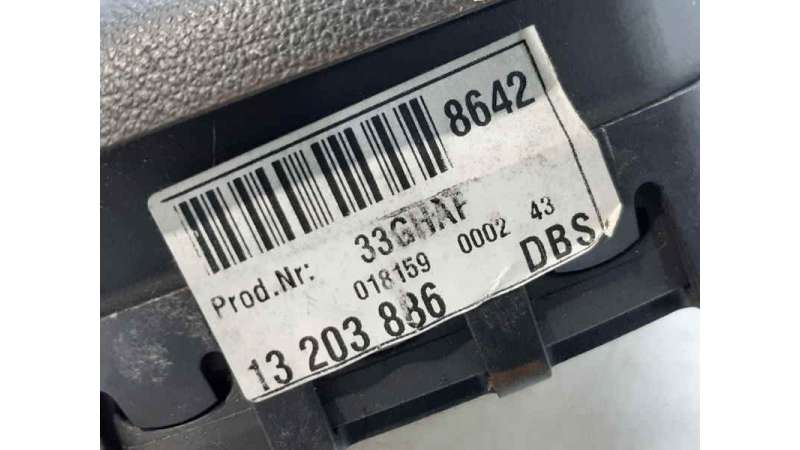 8642
Prod.Nr: 33GHAF
018159 0002 43
13 203 886 DBS